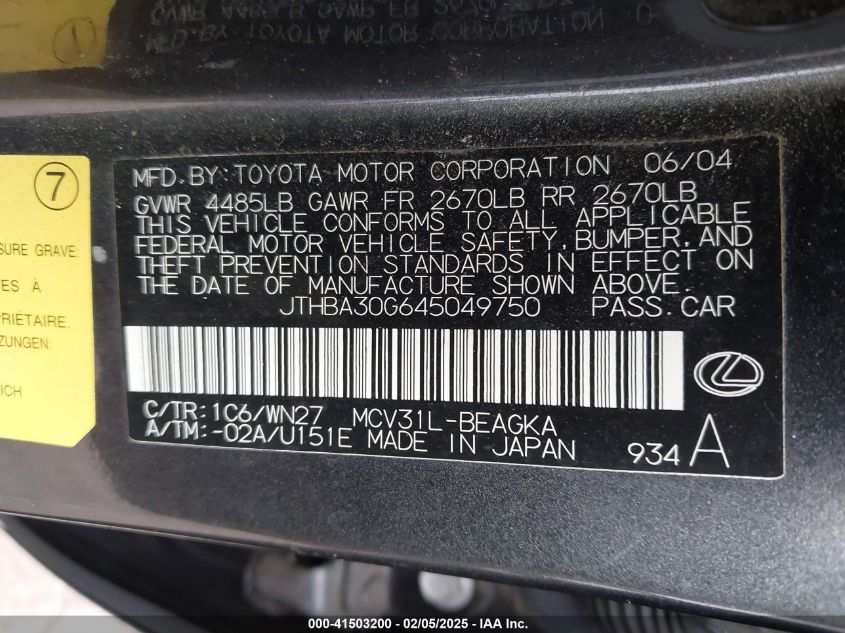 MFD.BY:TOYOTA MOTOR CORPORATION 06/04
GVWR 4485LB GAWR FR 2670LB RR 2670LB
THIS VEHICLE CONFORMS TO ALL APPLICABLE
FEDERAL MOTOR VEHICLE SAFETY,BUMPER,AND
THEFT PREVENTION STANDARDS IN EFFECT ON
THE DATE OF MANUFACTURE SHOWN ABOVE.
JTHBA30G645049750 PASS.CAR
C/TR:1C6/WN27 MCV31L-BEAGKA
A/TM:-02A/U151E MADE IN JAPAN 934 A
7
SURE GRAVE:
ES À
PRIÉTAIRE.
ZUNGEN:
ICH
000-41503200 - 02/05/2025 - IAA Inc.